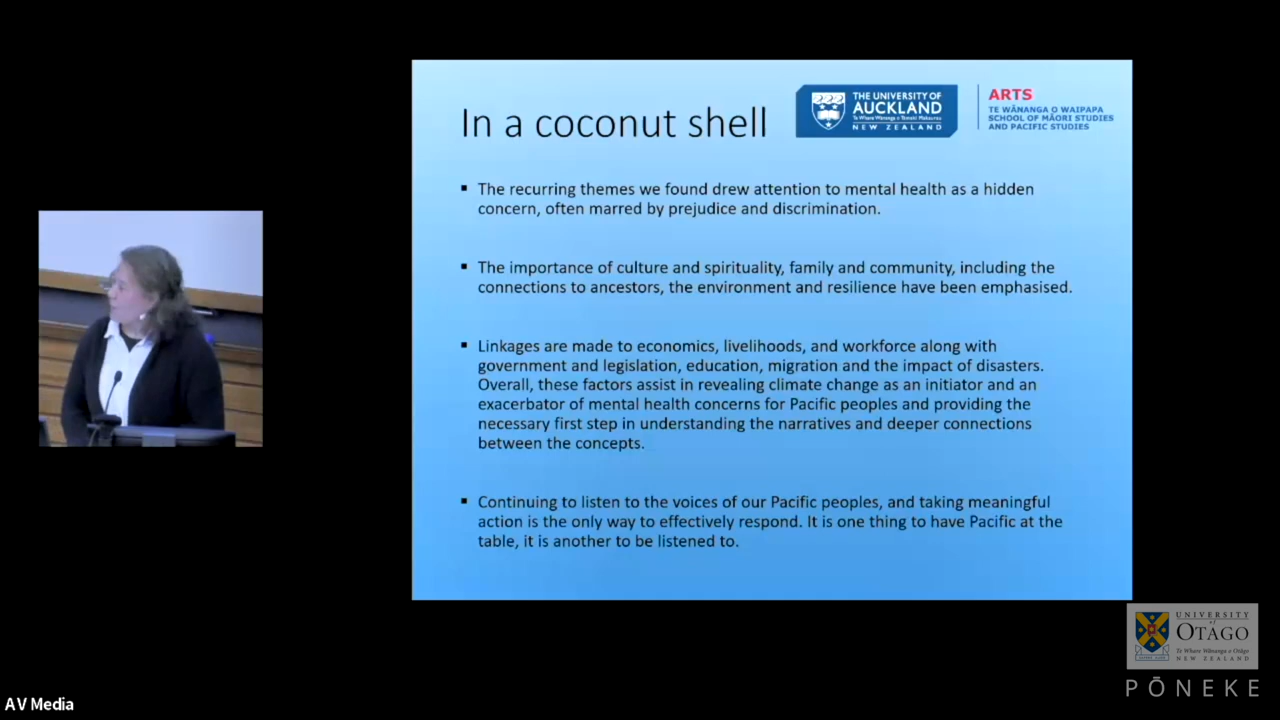 In a coconut shell
THE UNIVERSITY OF
AUCKLAND
Te Whare Wānanga o Tāmaki Makaurau
NEW ZEALAND
ARTS
TE WĀNANGA O WAIPAPA
SCHOOL OF MĀORI STUDIES
AND PACIFIC STUDIES
▪ The recurring themes we found drew attention to mental health as a hidden
concern, often marred by prejudice and discrimination.
▪ The importance of culture and spirituality, family and community, including the
connections to ancestors, the environment and resilience have been emphasised.
▪ Linkages are made to economics, livelihoods, and workforce along with
government and legislation, education, migration and the impact of disasters.
Overall, these factors assist in revealing climate change as an initiator and an
exacerbator of mental health concerns for Pacific peoples and providing the
necessary first step in understanding the narratives and deeper connections
between the concepts.
▪ Continuing to listen to the voices of our Pacific peoples, and taking meaningful
action is the only way to effectively respond. It is one thing to have Pacific at the
table, it is another to be listened to.
UNIVERSITY
of
OTAGO
Te Whare Wānanga o Otāgo
NEW ZEALAND
PŌNEKE
AV Media